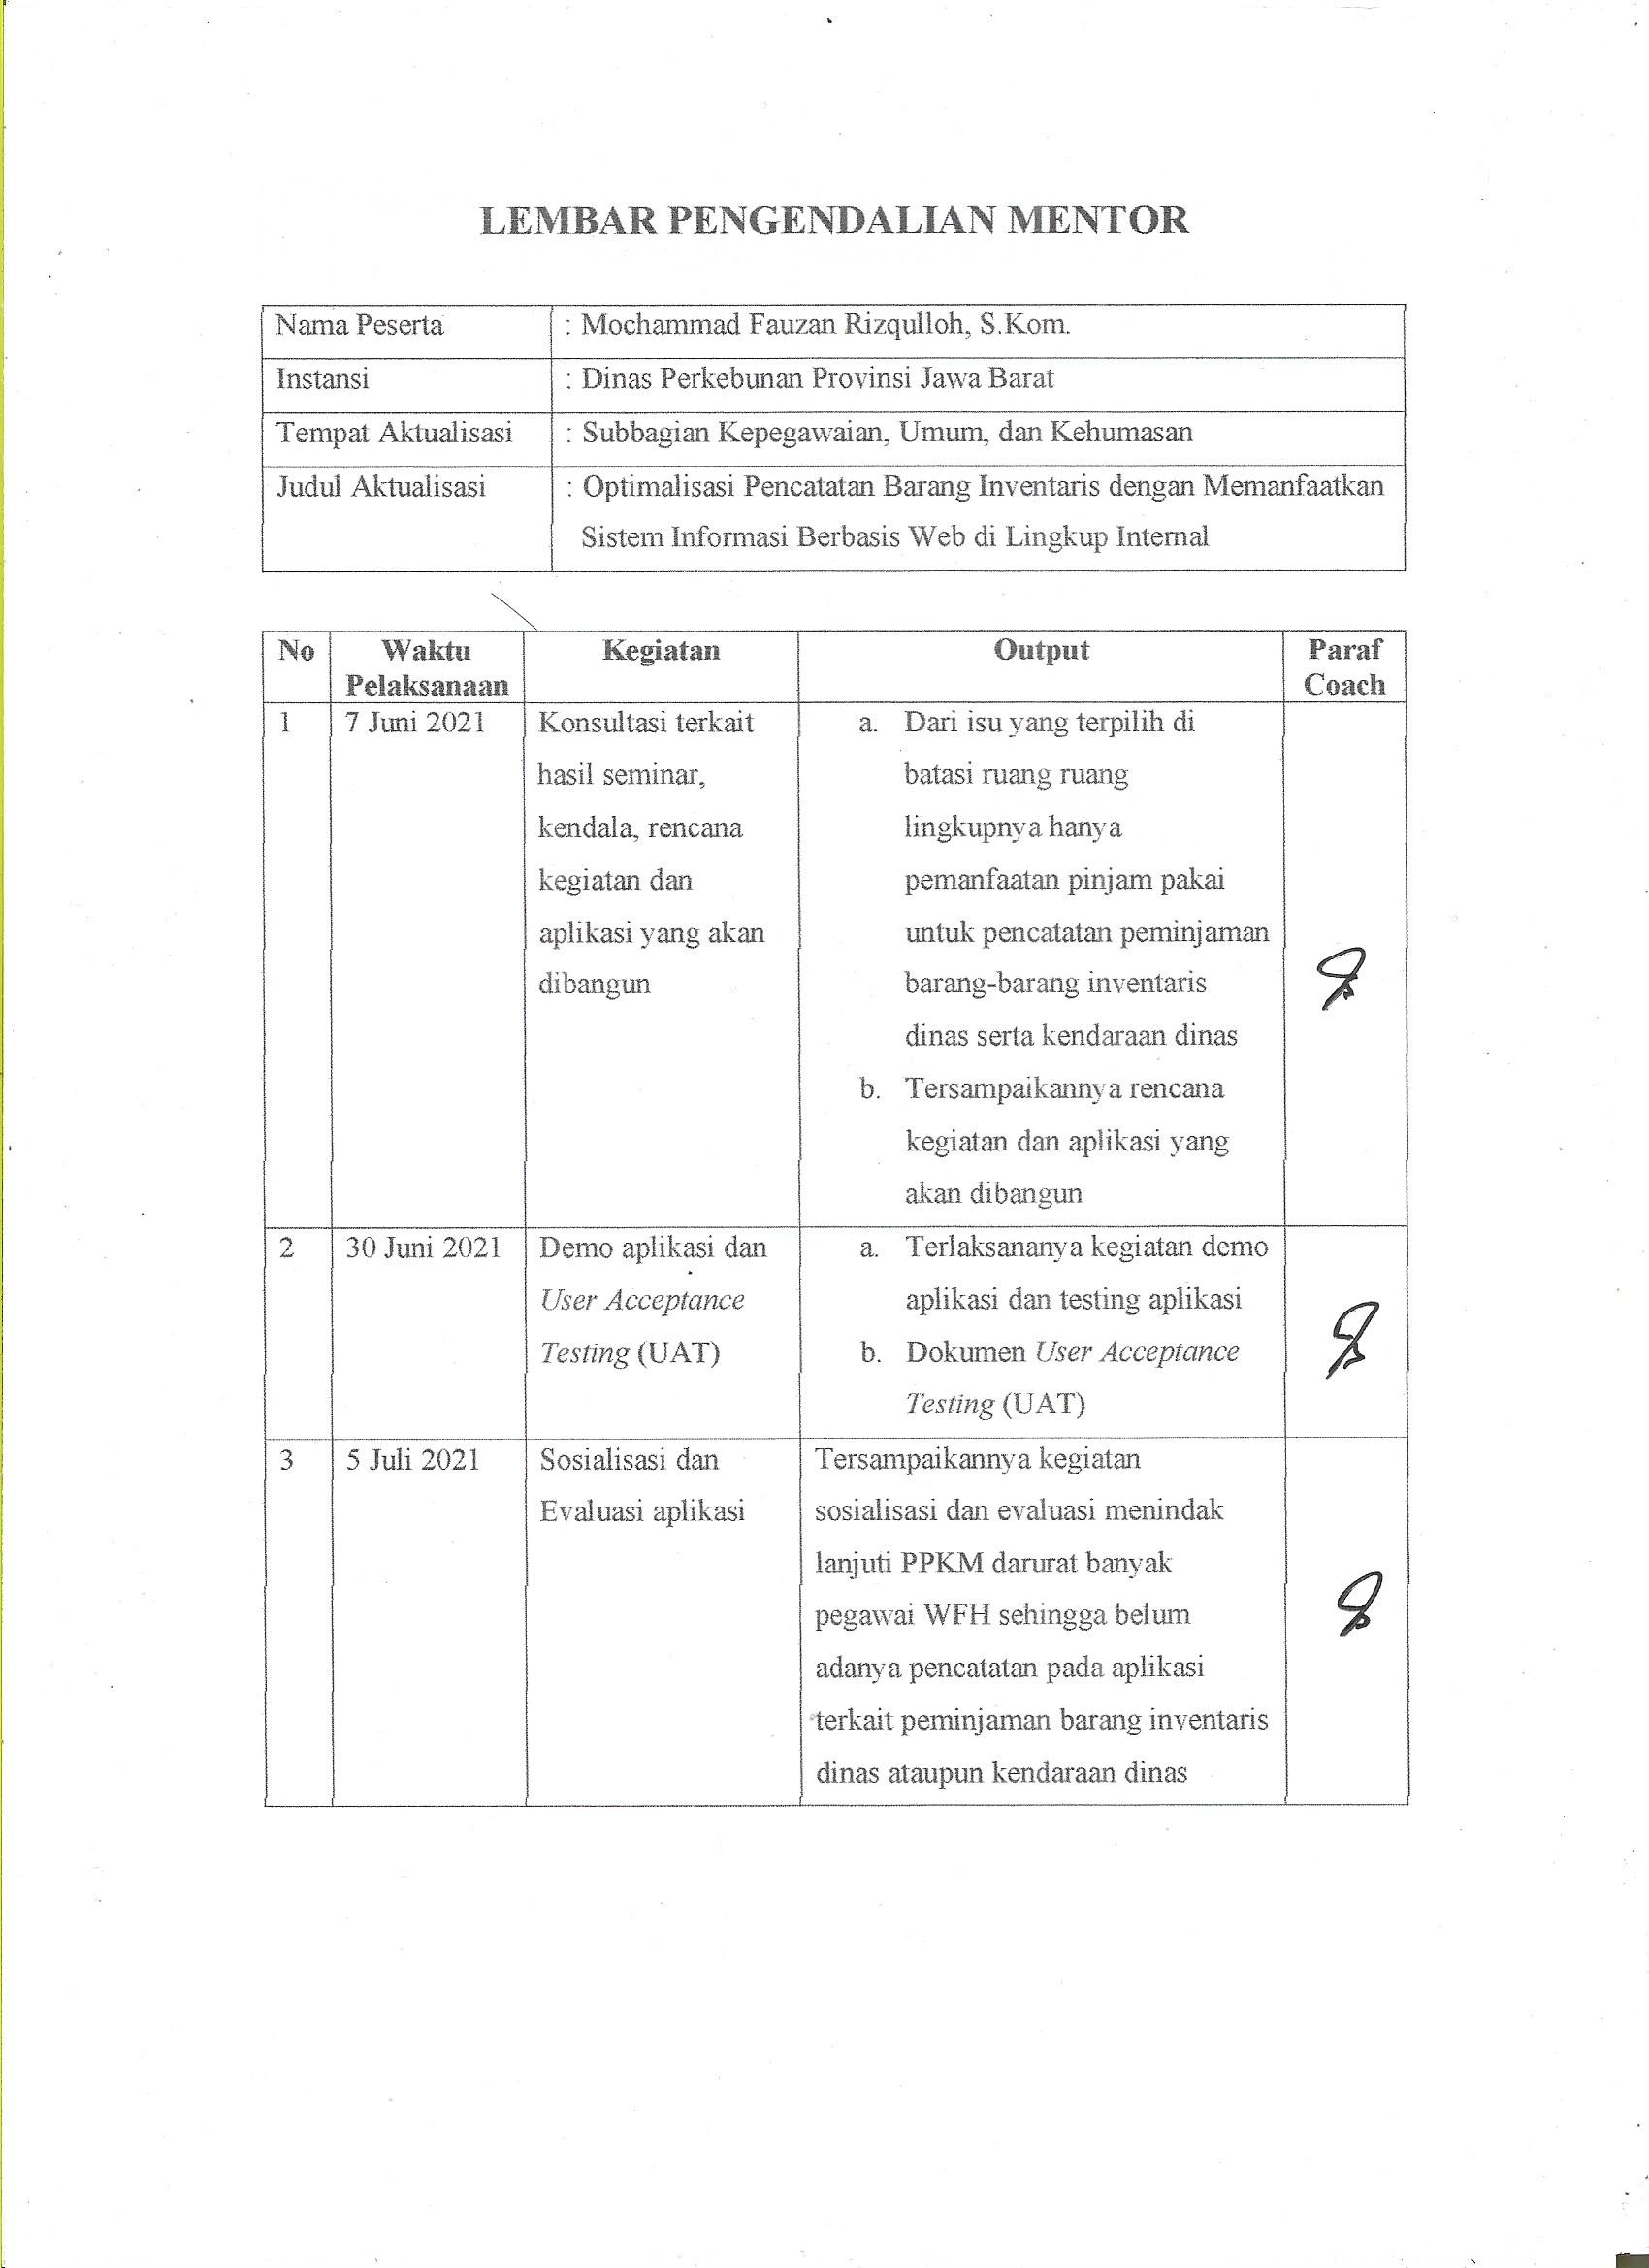 LEMBAR PENGENDALIAN MENTOR
Nama Peserta : Mochammad Fauzan Rizqulloh, S.Kom.
Instansi : Dinas Perkebunan Provinsi Jawa Barat
Tempat Aktualisasi : Subbagian Kepegawaian, Umum, dan Kehumasan
Judul Aktualisasi : Optimalisasi Pencatatan Barang Inventaris dengan Memanfaatkan
Sistem Informasi Berbasis Web di Lingkup Internal
No Waktu Kegiatan Output Paraf
Pelaksanaan Coach
1 7 Juni 2021 Konsultasi terkait a. Dari isu yang terpilih di
hasil seminar, batasi ruang ruang
kendala, rencana lingkupnya hanya
kegiatan dan pemanfaatan pinjam pakai
aplikasi yang akan untuk pencatatan peminjaman
dibangun barang-barang inventaris
dinas serta kendaraan dinas
b. Tersampaikannya rencana
kegiatan dan aplikasi yang
akan dibangun
2 30 Juni 2021 Demo aplikasi dan a. Terlaksananya kegiatan demo
User Acceptance aplikasi dan testing aplikasi
Testing (UAT) b. Dokumen User Acceptance
Testing (UAT)
3 5 Juli 2021 Sosialisasi dan Tersampaikannya kegiatan
Evaluasi aplikasi sosialisasi dan evaluasi menindak
lanjuti PPKM darurat banyak
pegawai WFH sehingga belum
adanya pencatatan pada aplikasi
terkait peminjaman barang inventaris
dinas ataupun kendaraan dinas